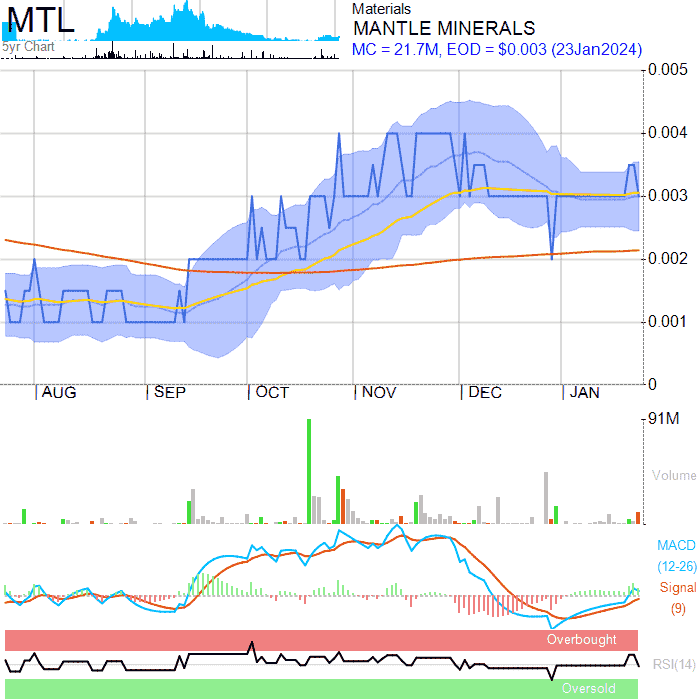 MTL
5yr Chart
Materials
MANTLE MINERALS
MC = 21.7M, EOD = $0.003 (23Jan2024)
0.005
0.004
0.003
0.002
0.001
0
AUG SEP OCT NOV DEC JAN
91M
Volume
MACD
(12-26)
Signal
(9)
Overbought
RSI(14)
Oversold